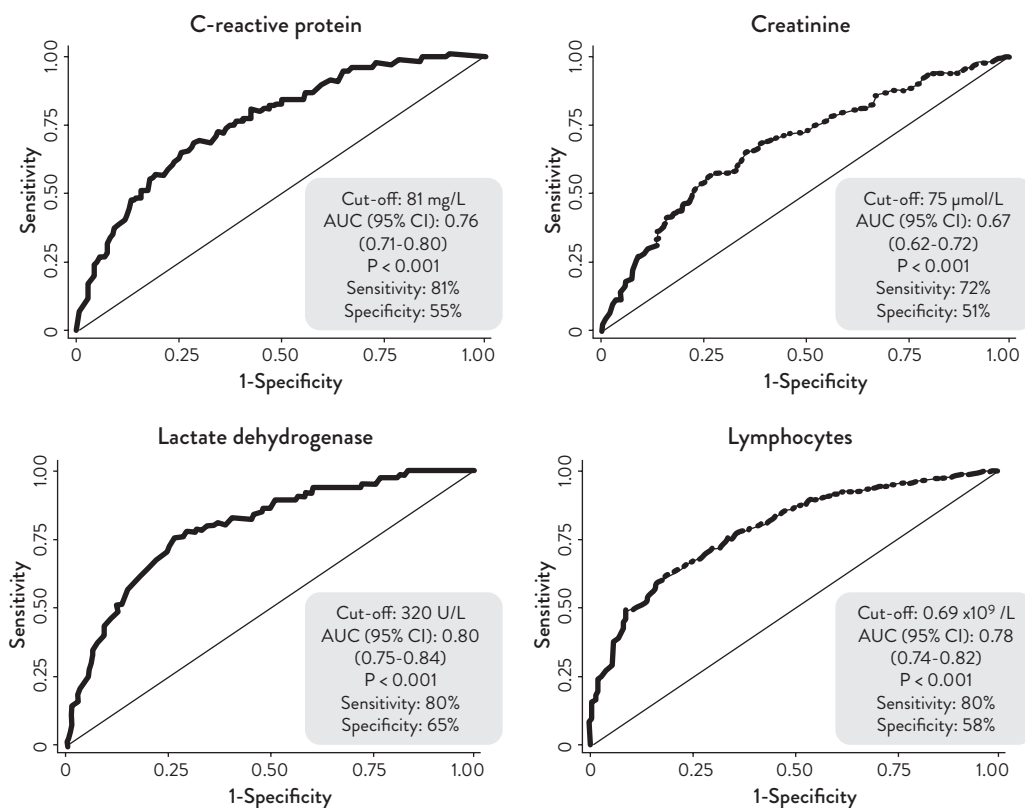 C-reactive protein
Sensitivity
1.00
0.75
0.50
0.25
0
Cut-off: 81 mg/L
AUC (95% CI): 0.76
(0.71-0.80)
P < 0.001
Sensitivity: 81%
Specificity: 55%
0 0.25 0.50 0.75 1.00
1-Specificity
Creatinine
Sensitivity
1.00
0.75
0.50
0.25
0
Cut-off: 75 µmol/L
AUC (95% CI): 0.67
(0.62-0.72)
P < 0.001
Sensitivity: 72%
Specificity: 51%
0 0.25 0.50 0.75 1.00
1-Specificity
Lactate dehydrogenase
Sensitivity
1.00
0.75
0.50
0.25
0
Cut-off: 320 U/L
AUC (95% CI): 0.80
(0.75-0.84)
P < 0.001
Sensitivity: 80%
Specificity: 65%
0 0.25 0.50 0.75 1.00
1-Specificity
Lymphocytes
Sensitivity
1.00
0.75
0.50
0.25
0
Cut-off: 0.69 x10⁹ /L
AUC (95% CI): 0.78
(0.74-0.82)
P < 0.001
Sensitivity: 80%
Specificity: 58%
0 0.25 0.50 0.75 1.00
1-Specificity